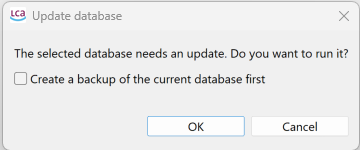 LCA Update database
The selected database needs an update. Do you want to run it?
Create a backup of the current database first
OK Cancel